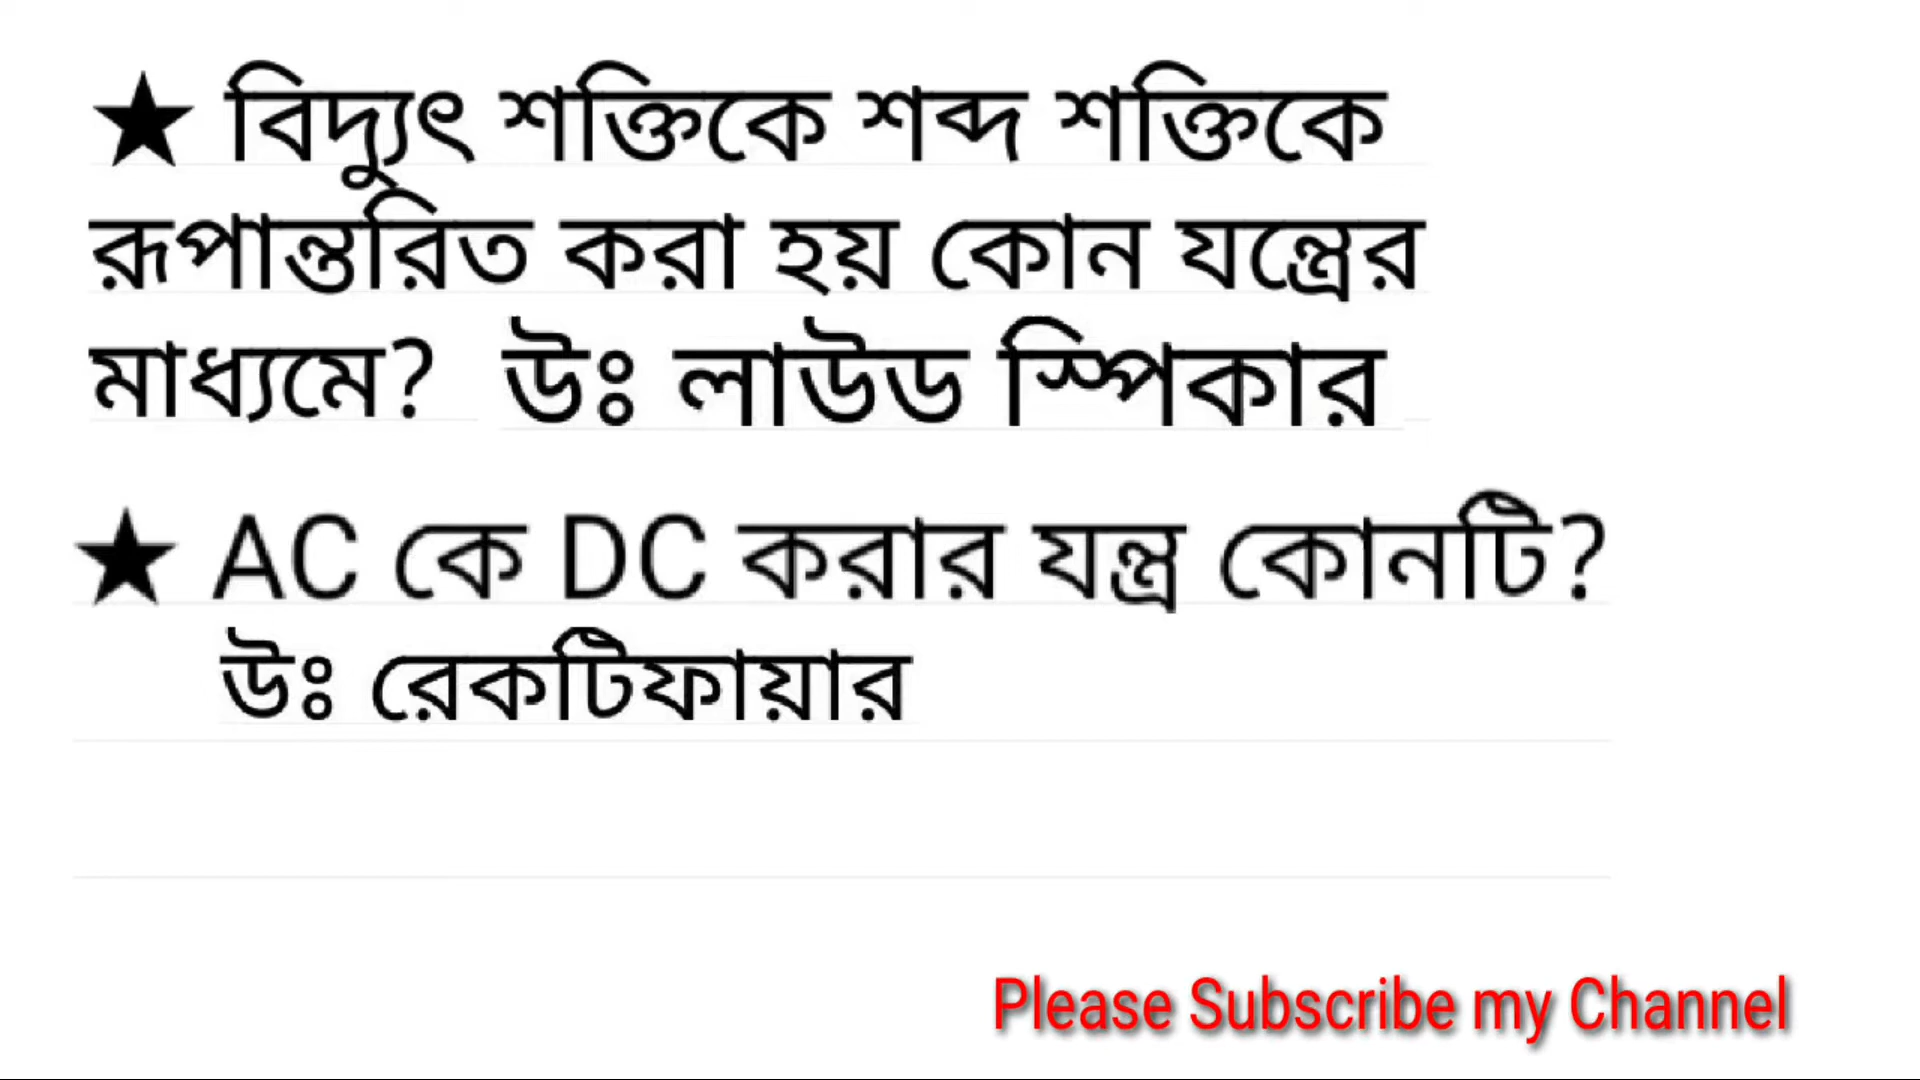 ★ বিদ্যুৎ শক্তিকে শব্দ শক্তিকে
রূপান্তরিত করা হয় কোন যন্ত্রের
মাধ্যমে? উঃ লাউড স্পিকার
★ AC কে DC করার যন্ত্র কোনটি?
উঃ রেকটিফায়ার
Please Subscribe my Channel